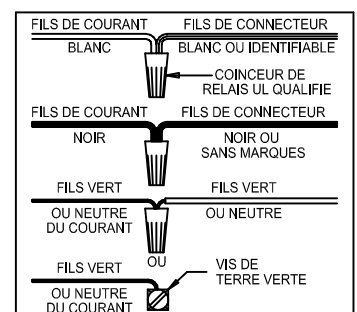 FILS DE COURANT FILS DE CONNECTEUR
BLANC BLANC OU IDENTIFIABLE
COINCEUR DE
RELAIS UL QUALIFIE
FILS DE COURANT FILS DE CONNECTEUR
NOIR NOIR OU
SANS MARQUES
FILS VERT FILS VERT
OU NEUTRE OU NEUTRE
DU COURANT
OU
FILS VERT VIS DE
TERRE VERTE
OU NEUTRE
DU COURANT